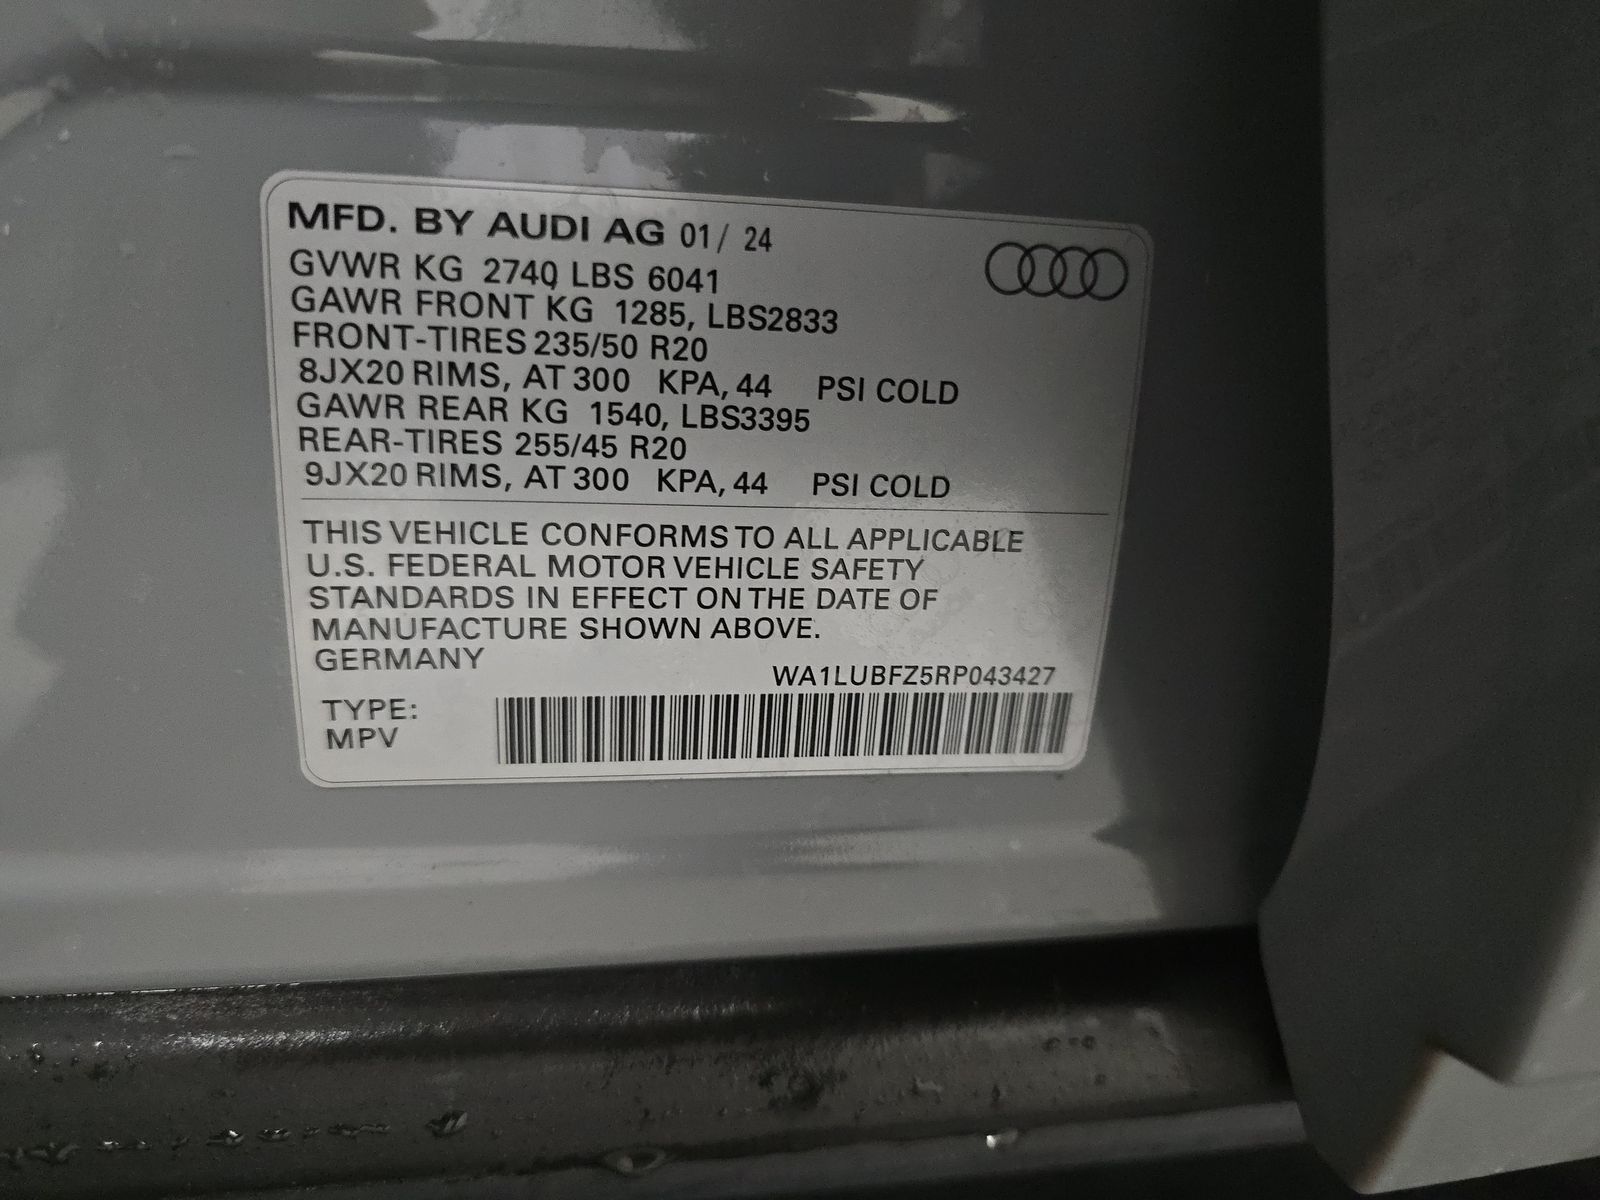 MFD. BY AUDI AG 01/ 24
GVWR KG 2740 LBS 6041
GAWR FRONT KG 1285, LBS2833
FRONT-TIRES 235/50 R20
8JX20 RIMS, AT 300 KPA, 44 PSI COLD
GAWR REAR KG 1540, LBS3395
REAR-TIRES 255/45 R20
9JX20 RIMS, AT 300 KPA, 44 PSI COLD
THIS VEHICLE CONFORMS TO ALL APPLICABLE
U.S. FEDERAL MOTOR VEHICLE SAFETY
STANDARDS IN EFFECT ON THE DATE OF
MANUFACTURE SHOWN ABOVE.
GERMANY
WA1LUBFZ5RP043427
TYPE:
MPV